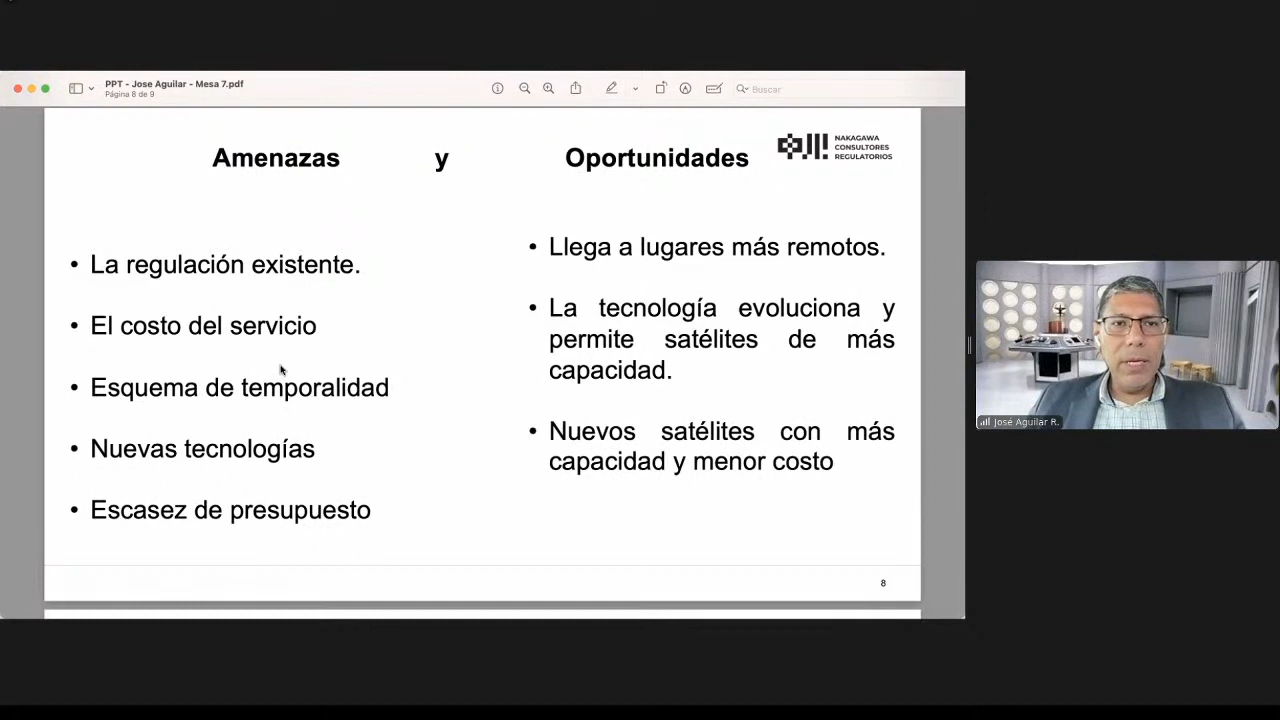 PPT - Jose Aguilar - Mesa 7.pdf
Página 8 de 9
Buscar
Amenazas y Oportunidades
NAKAGAWA
CONSULTORES
REGULATORIOS
• La regulación existente.
• El costo del servicio
• Esquema de temporalidad
• Nuevas tecnologías
• Escasez de presupuesto
• Llega a lugares más remotos.
• La tecnología evoluciona y
permite satélites de más
capacidad.
• Nuevos satélites con más
capacidad y menor costo
8
José Aguilar R.